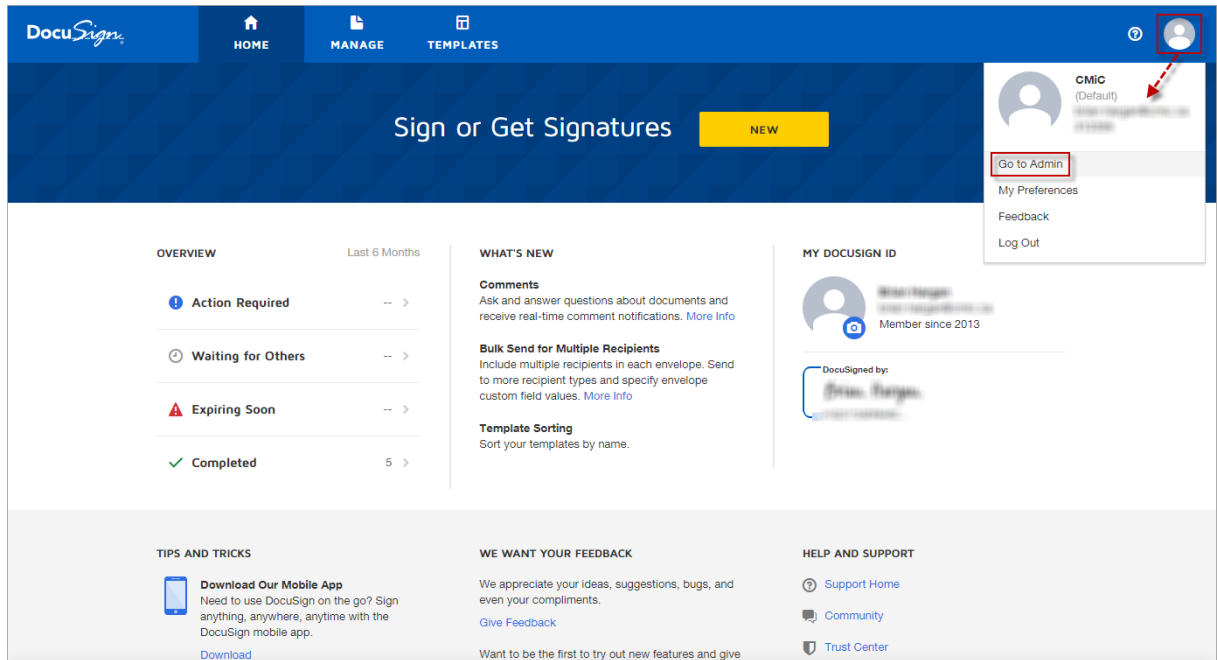 DocuSign
HOME
MANAGE
TEMPLATES
CMiC
(Default)
Go to Admin
My Preferences
Feedback
Log Out
Sign or Get Signatures
NEW
OVERVIEW
Last 6 Months
Action Required
-- >
Waiting for Others
-- >
Expiring Soon
-- >
Completed
5 >
WHAT'S NEW
Comments
Ask and answer questions about documents and
receive real-time comment notifications. More Info
Bulk Send for Multiple Recipients
Include multiple recipients in each envelope. Send
to more recipient types and specify envelope
custom field values. More Info
Template Sorting
Sort your templates by name.
MY DOCUSIGN ID
Member since 2013
DocuSigned by:
TIPS AND TRICKS
Download Our Mobile App
Need to use DocuSign on the go? Sign
anything, anywhere, anytime with the
DocuSign mobile app.
Download
WE WANT YOUR FEEDBACK
We appreciate your ideas, suggestions, bugs, and
even your compliments.
Give Feedback
Want to be the first to try out new features and give
HELP AND SUPPORT
Support Home
Community
Trust Center